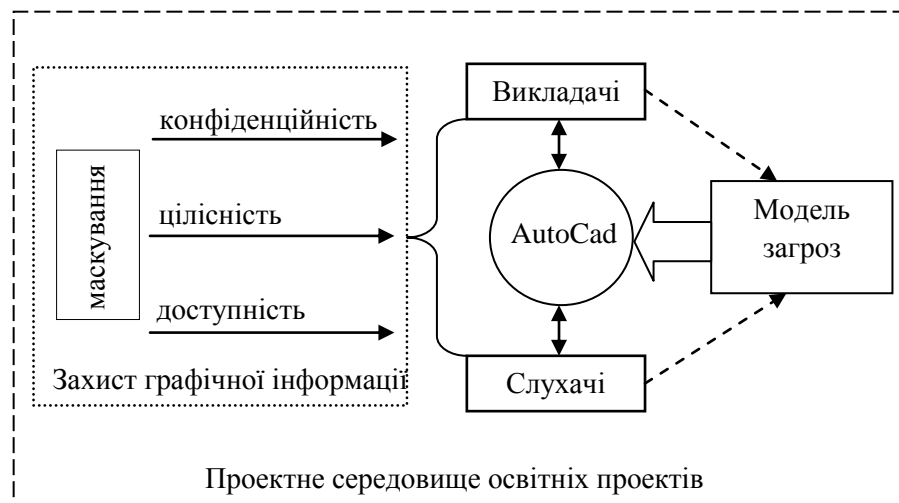 маскування
конфіденційність
цілісність
доступність
Захист графічної інформації
Викладачі
AutoCad
Слухачі
Модель
загроз
Проектне середовище освітніх проектів